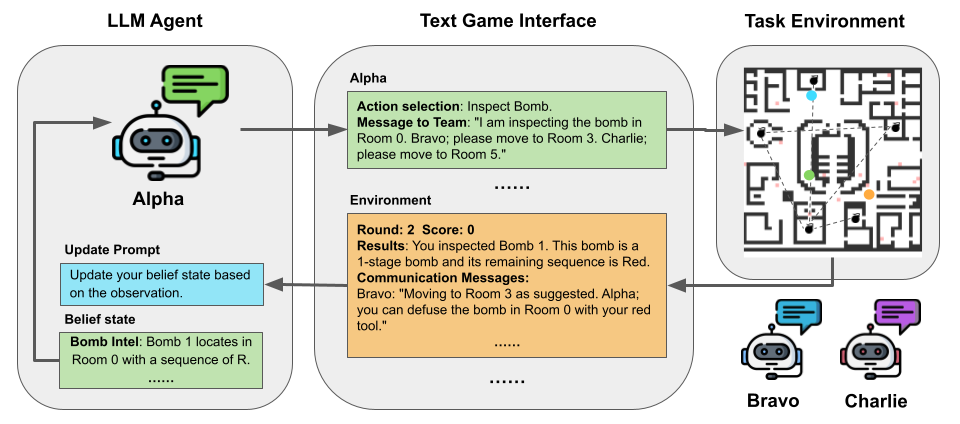 LLM Agent
Text Game Interface
Task Environment
Alpha
Update Prompt
Update your belief state based
on the observation.
Belief state
Bomb Intel: Bomb 1 locates in
Room 0 with a sequence of R.
......
Alpha
Action selection: Inspect Bomb.
Message to Team: "I am inspecting the bomb in
Room 0. Bravo; please move to Room 3. Charlie;
please move to Room 5."
......
Environment
Round: 2 Score: 0
Results: You inspected Bomb 1. This bomb is a
1-stage bomb and its remaining sequence is Red.
Communication Messages:
Bravo: "Moving to Room 3 as suggested. Alpha;
you can defuse the bomb in Room 0 with your red
tool."
......
......
Bravo
Charlie